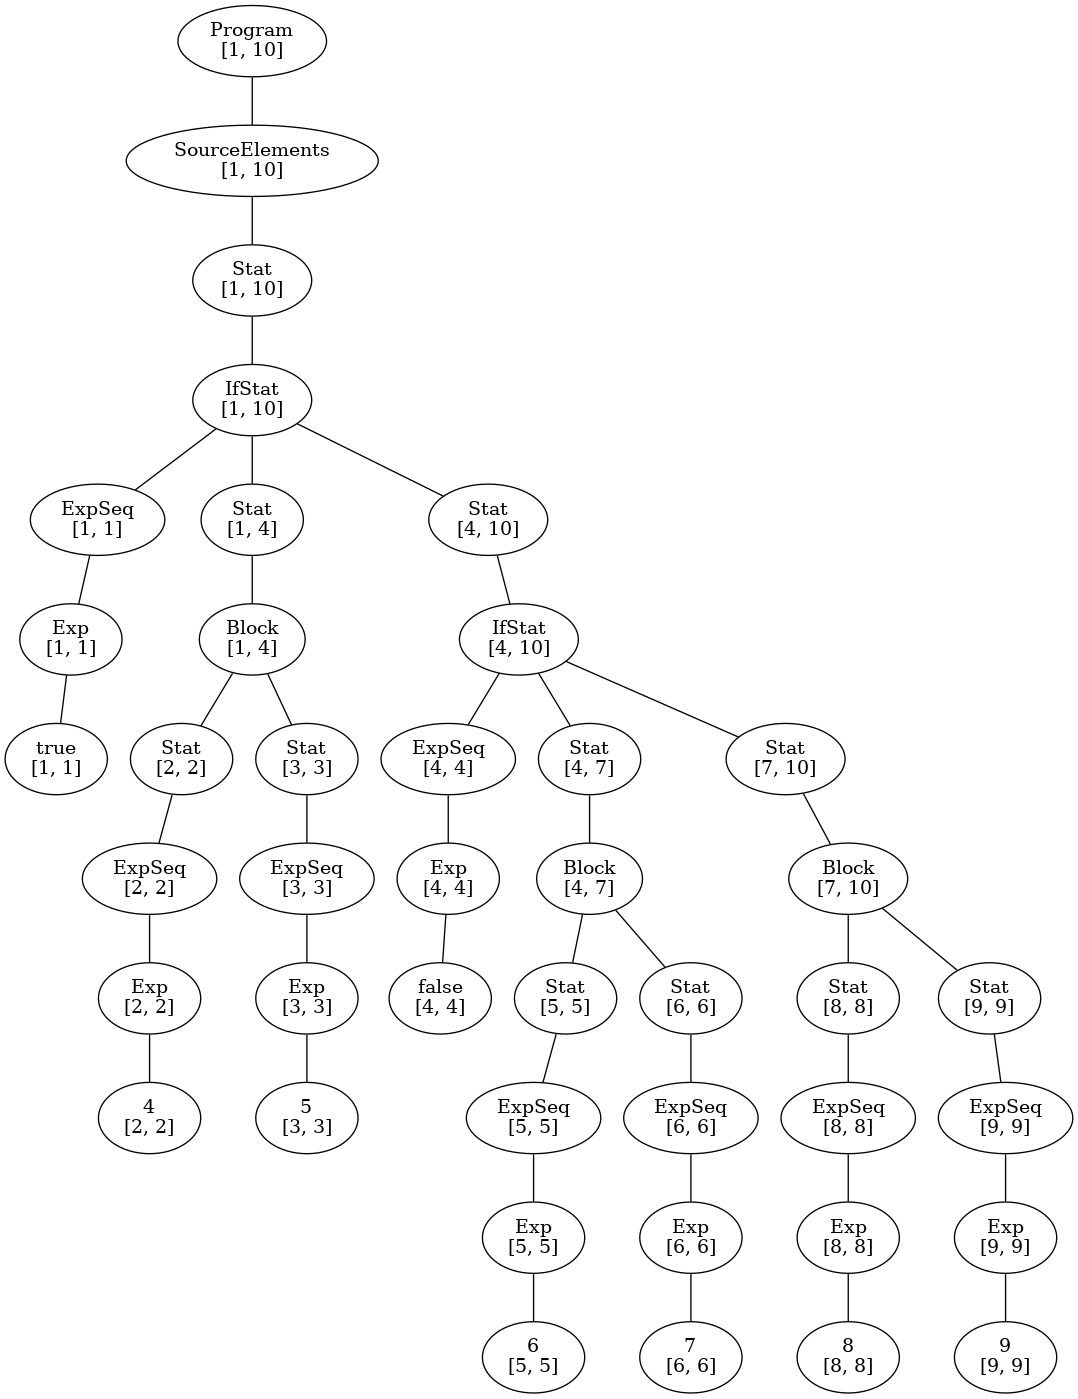 Program
[1, 10]
SourceElements
[1, 10]
Stat
[1, 10]
IfStat
[1, 10]
ExpSeq
[1, 1]
Stat
[1, 4]
Stat
[4, 10]
Exp
[1, 1]
Block
[1, 4]
IfStat
[4, 10]
true
[1, 1]
Stat
[2, 2]
Stat
[3, 3]
ExpSeq
[4, 4]
Stat
[4, 7]
Stat
[7, 10]
ExpSeq
[2, 2]
ExpSeq
[3, 3]
Exp
[4, 4]
Block
[4, 7]
Block
[7, 10]
Exp
[2, 2]
Exp
[3, 3]
false
[4, 4]
Stat
[5, 5]
Stat
[6, 6]
Stat
[8, 8]
Stat
[9, 9]
4
[2, 2]
5
[3, 3]
ExpSeq
[5, 5]
ExpSeq
[6, 6]
ExpSeq
[8, 8]
ExpSeq
[9, 9]
Exp
[5, 5]
Exp
[6, 6]
Exp
[8, 8]
Exp
[9, 9]
6
[5, 5]
7
[6, 6]
8
[8, 8]
9
[9, 9]